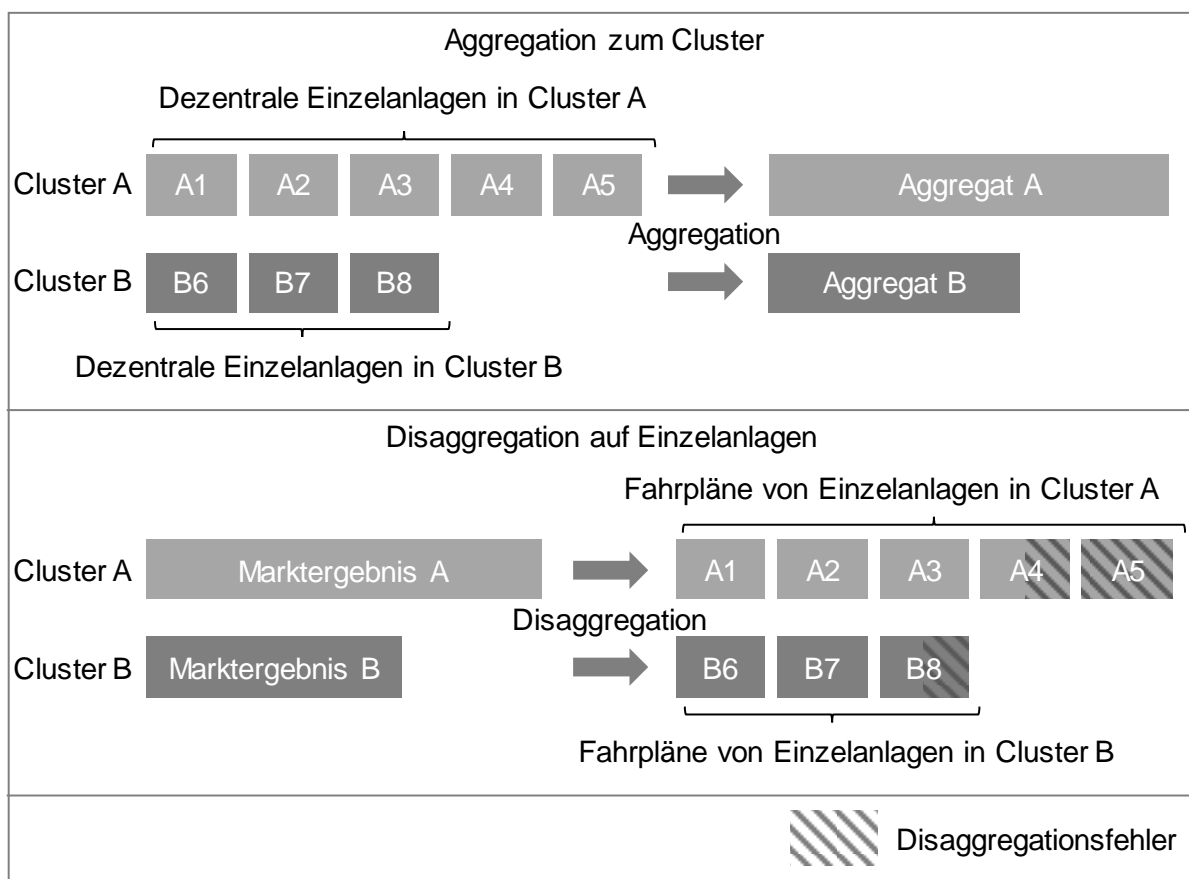 Aggregation zum Cluster
Dezentrale Einzelanlagen in Cluster A
Cluster A A1 A2 A3 A4 A5 Aggregat A
Aggregation
Cluster B B6 B7 B8 Aggregat B
Dezentrale Einzelanlagen in Cluster B
Disaggregation auf Einzelanlagen
Fahrpläne von Einzelanlagen in Cluster A
Cluster A Marktergebnis A A1 A2 A3 A4 A5
Disaggregation
Cluster B Marktergebnis B B6 B7 B8
Fahrpläne von Einzelanlagen in Cluster B
Disaggregationsfehler